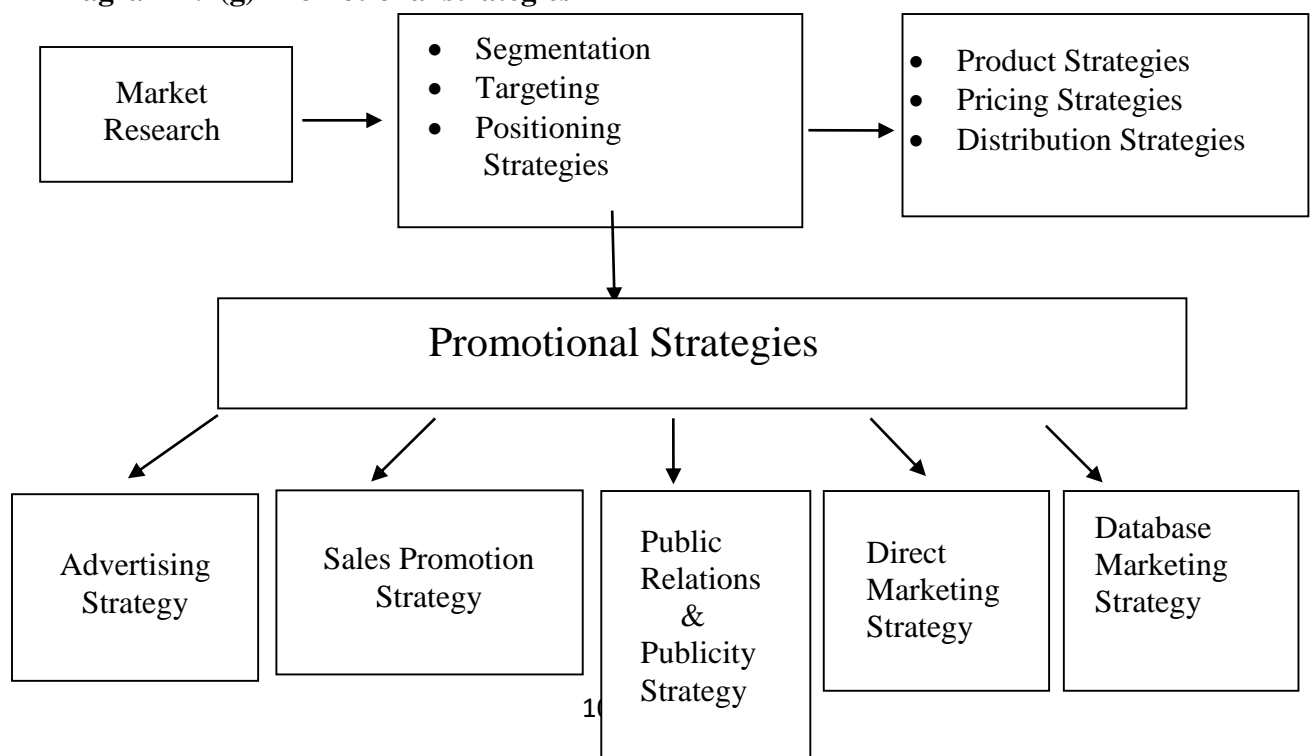 Market
Research
• Segmentation
• Targeting
• Positioning
Strategies
• Product Strategies
• Pricing Strategies
• Distribution Strategies
Promotional Strategies
Advertising
Strategy
Sales Promotion
Strategy
Public
Relations
&
Publicity
Strategy
Direct
Marketing
Strategy
Database
Marketing
Strategy